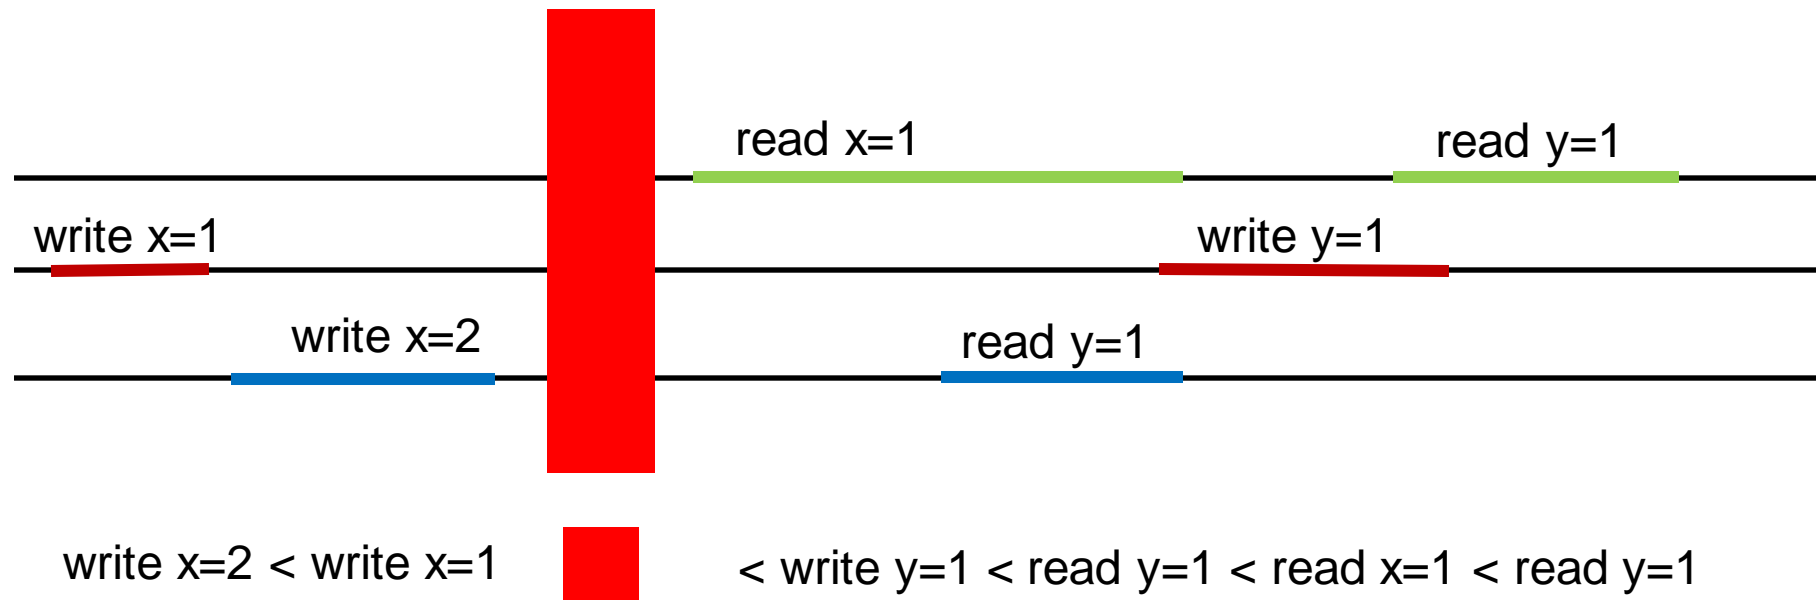 read x=1
read y=1
write x=1
write y=1
write x=2
read y=1
write x=2 < write x=1
< write y=1 < read y=1 < read x=1 < read y=1